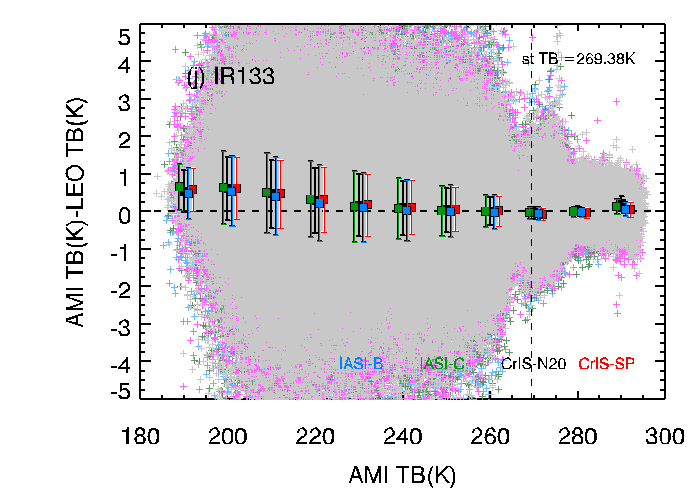 5
4
st TB =269.38K
(j) IR133
3
2
1
0
-1
-2
-3
-4
IASI-B IASI-C CrIS-N20 CrIS-SP
-5
AMI TB(K)-LEO TB(K)
180 200 220 240 260 280 300
AMI TB(K)